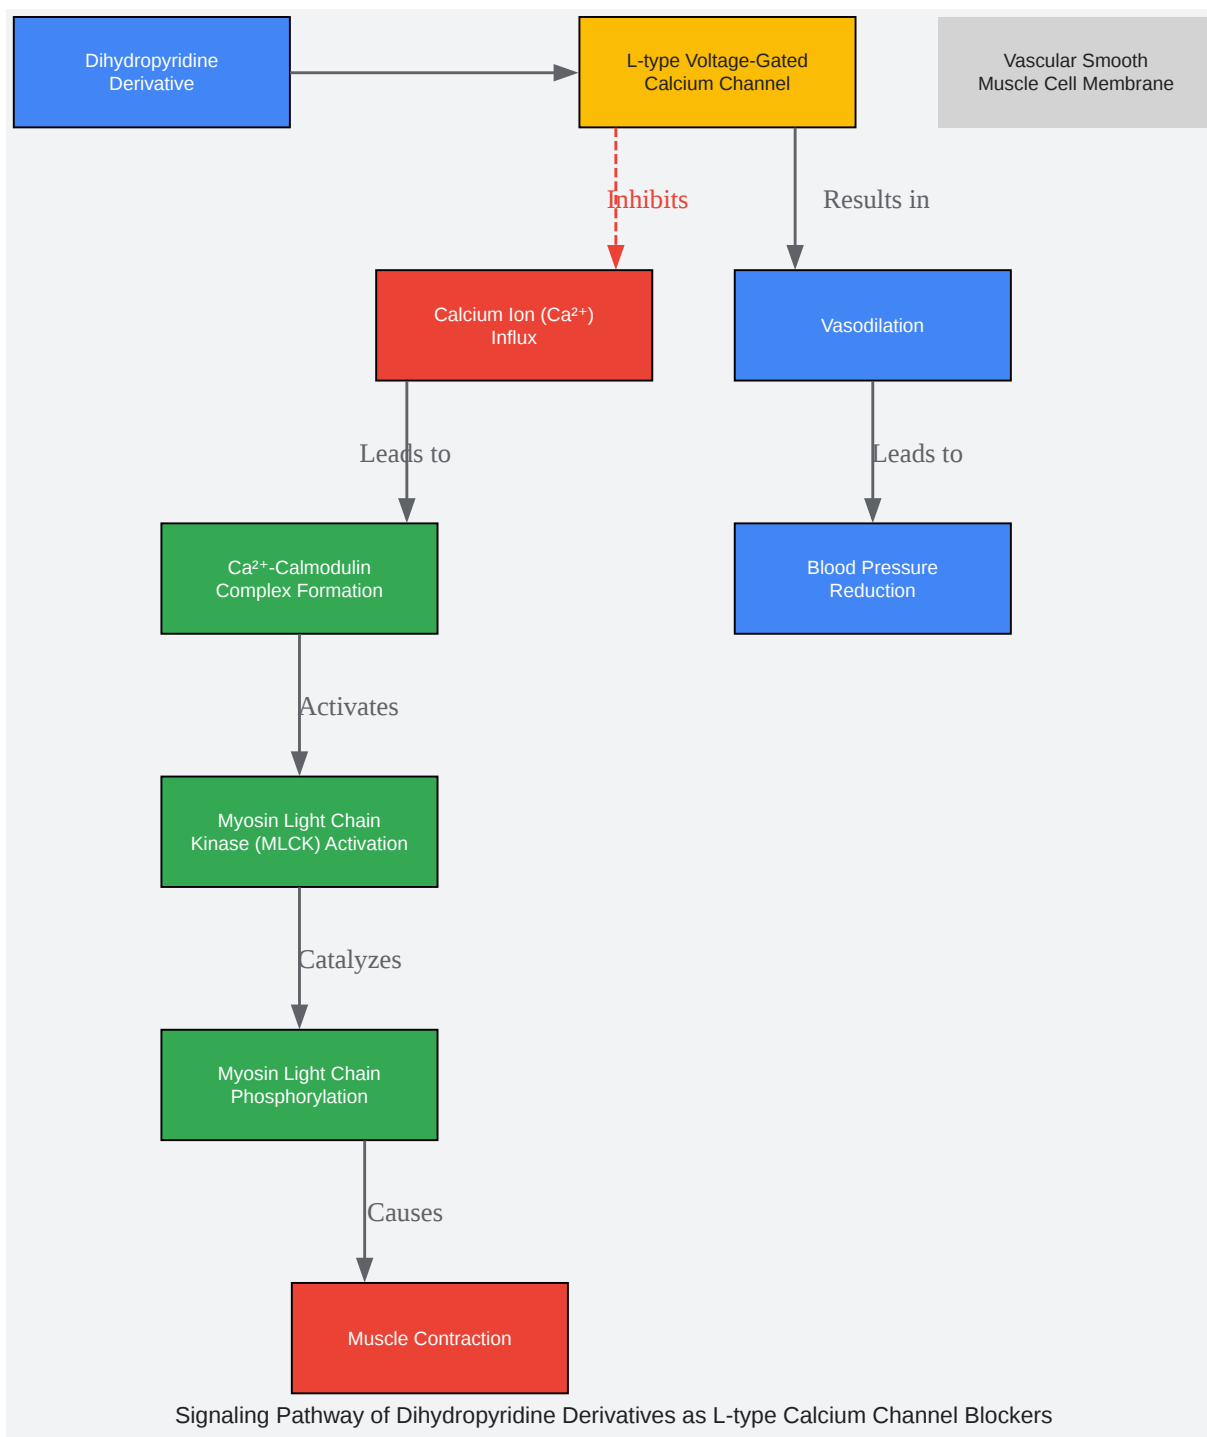 Dihydropyridine
Derivative
L-type Voltage-Gated
Calcium Channel
Vascular Smooth
Muscle Cell Membrane
Inhibits
Results in
Calcium Ion (Ca²⁺)
Influx
Vasodilation
Leads to
Leads to
Ca²⁺-Calmodulin
Complex Formation
Blood Pressure
Reduction
Activates
Myosin Light Chain
Kinase (MLCK) Activation
Catalyzes
Myosin Light Chain
Phosphorylation
Causes
Muscle Contraction
Signaling Pathway of Dihydropyridine Derivatives as L-type Calcium Channel Blockers